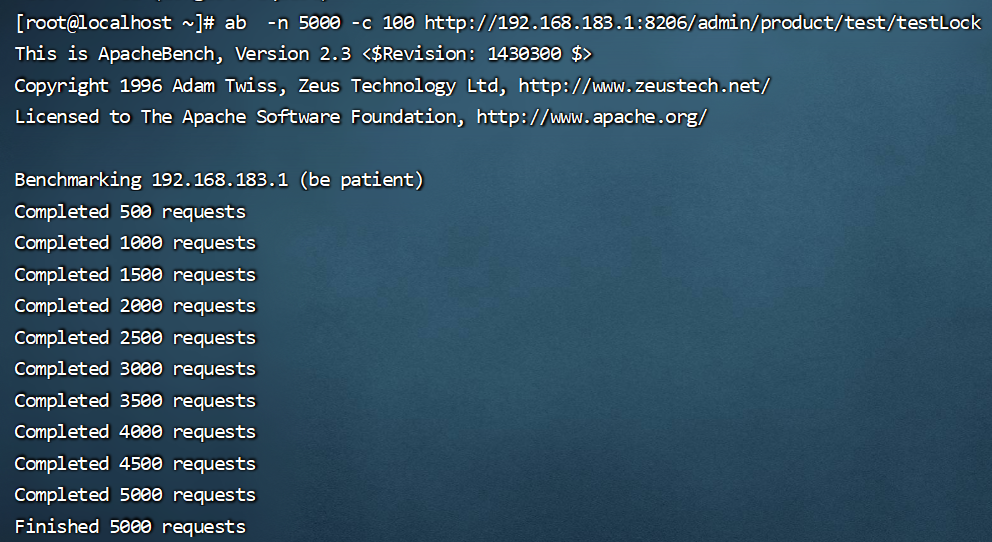 [root@localhost ~]# ab  -n 5000 -c 100 http://192.168.183.1:8206/admin/product/test/testLock
This is ApacheBench, Version 2.3 <$Revision: 1430300 $>
Copyright 1996 Adam Twiss, Zeus Technology Ltd, http://www.zeustech.net/
Licensed to The Apache Software Foundation, http://www.apache.org/

Benchmarking 192.168.183.1 (be patient)
Completed 500 requests
Completed 1000 requests
Completed 1500 requests
Completed 2000 requests
Completed 2500 requests
Completed 3000 requests
Completed 3500 requests
Completed 4000 requests
Completed 4500 requests
Completed 5000 requests
Finished 5000 requests